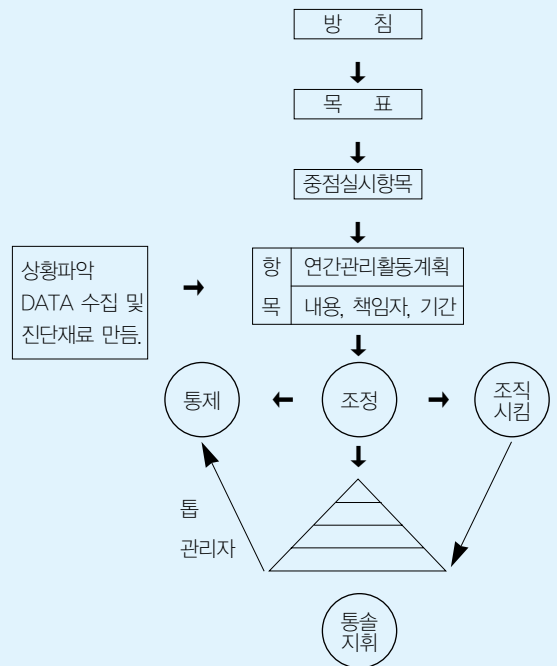 방 침
목 표
중점실시항목
상황파악
DATA 수집 및
진단재료 만듬.
항
목
연간관리활동계획
내용, 책임자, 기간
통제
조정
조직
시킴
톱
관리자
통솔
지휘